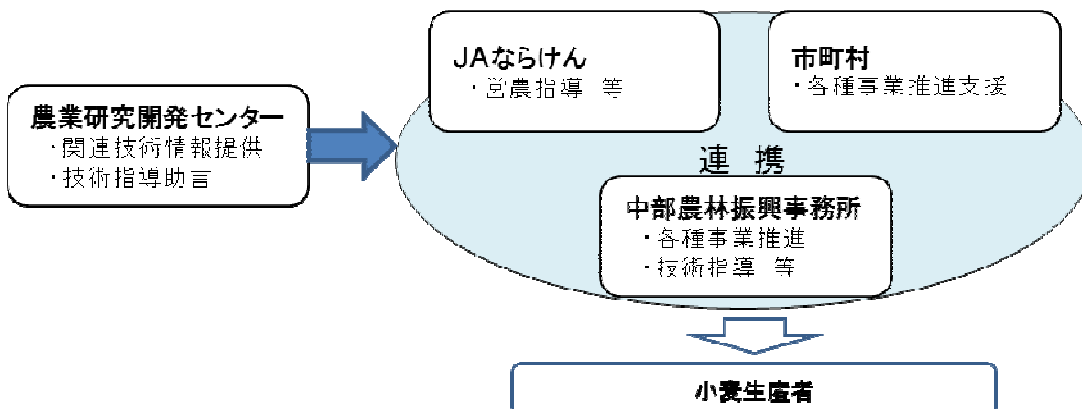 JAならけん
・営農指導 等
市町村
・各種事業推進支援
農業研究開発センター
・関連技術情報提供
・技術指導助言
連 携
中部農林振興事務所
・各種事業推進
・技術指導 等
小麦生産者